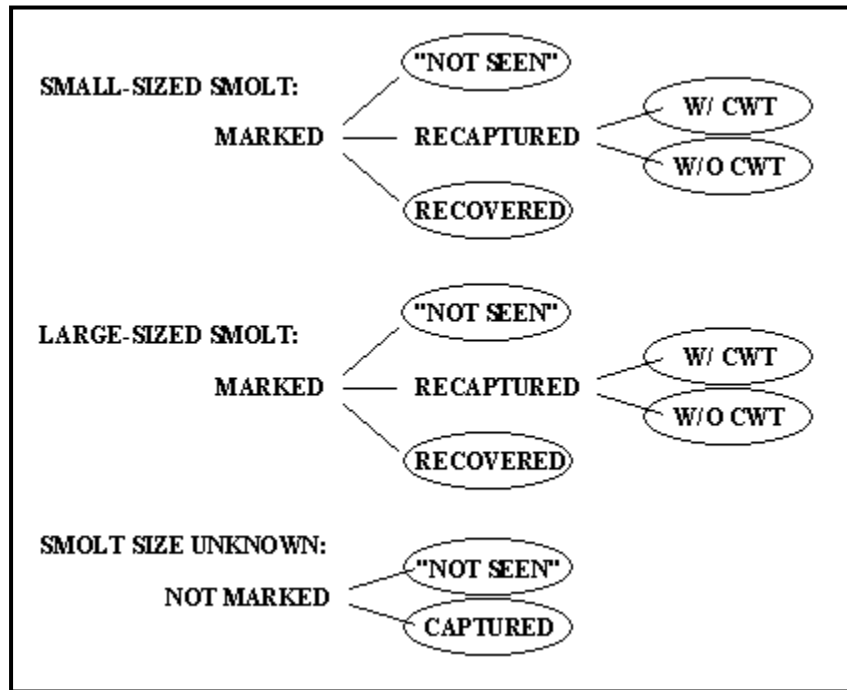 "NOT SEEN"
SMALL-SIZED SMOLT:
W/ CWT
MARKED
RECAPTURED
W/O CWT
RECOVERED
"NOT SEEN"
LARGE-SIZED SMOLT:
W/ CWT
MARKED
RECAPTURED
W/O CWT
RECOVERED
SMOLT SIZE UNKNOWN:
"NOT SEEN"
NOT MARKED
CAPTURED